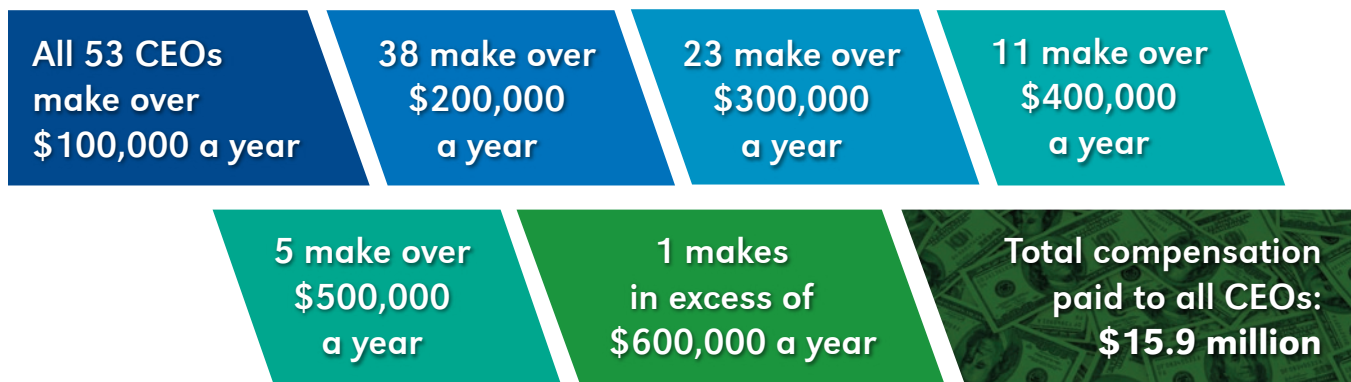 All 53 CEOs
make over
$100,000 a year
38 make over
$200,000
a year
23 make over
$300,000
a year
11 make over
$400,000
a year
5 make over
$500,000
a year
1 makes
in excess of
$600,000 a year
Total compensation
paid to all CEOs:
$15.9 million